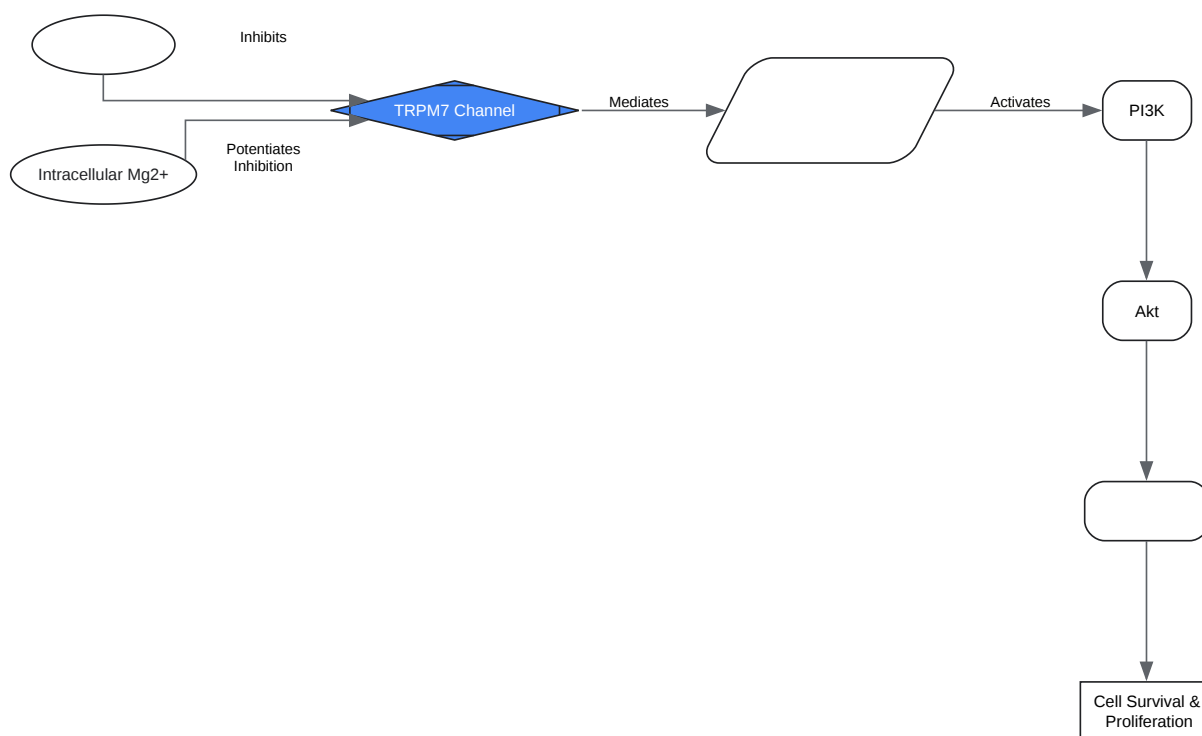 Inhibits
TRPM7 Channel
Mediates
Activates
PI3K
Potentiates
Inhibition
Intracellular Mg2+
Akt
Cell Survival &
Proliferation